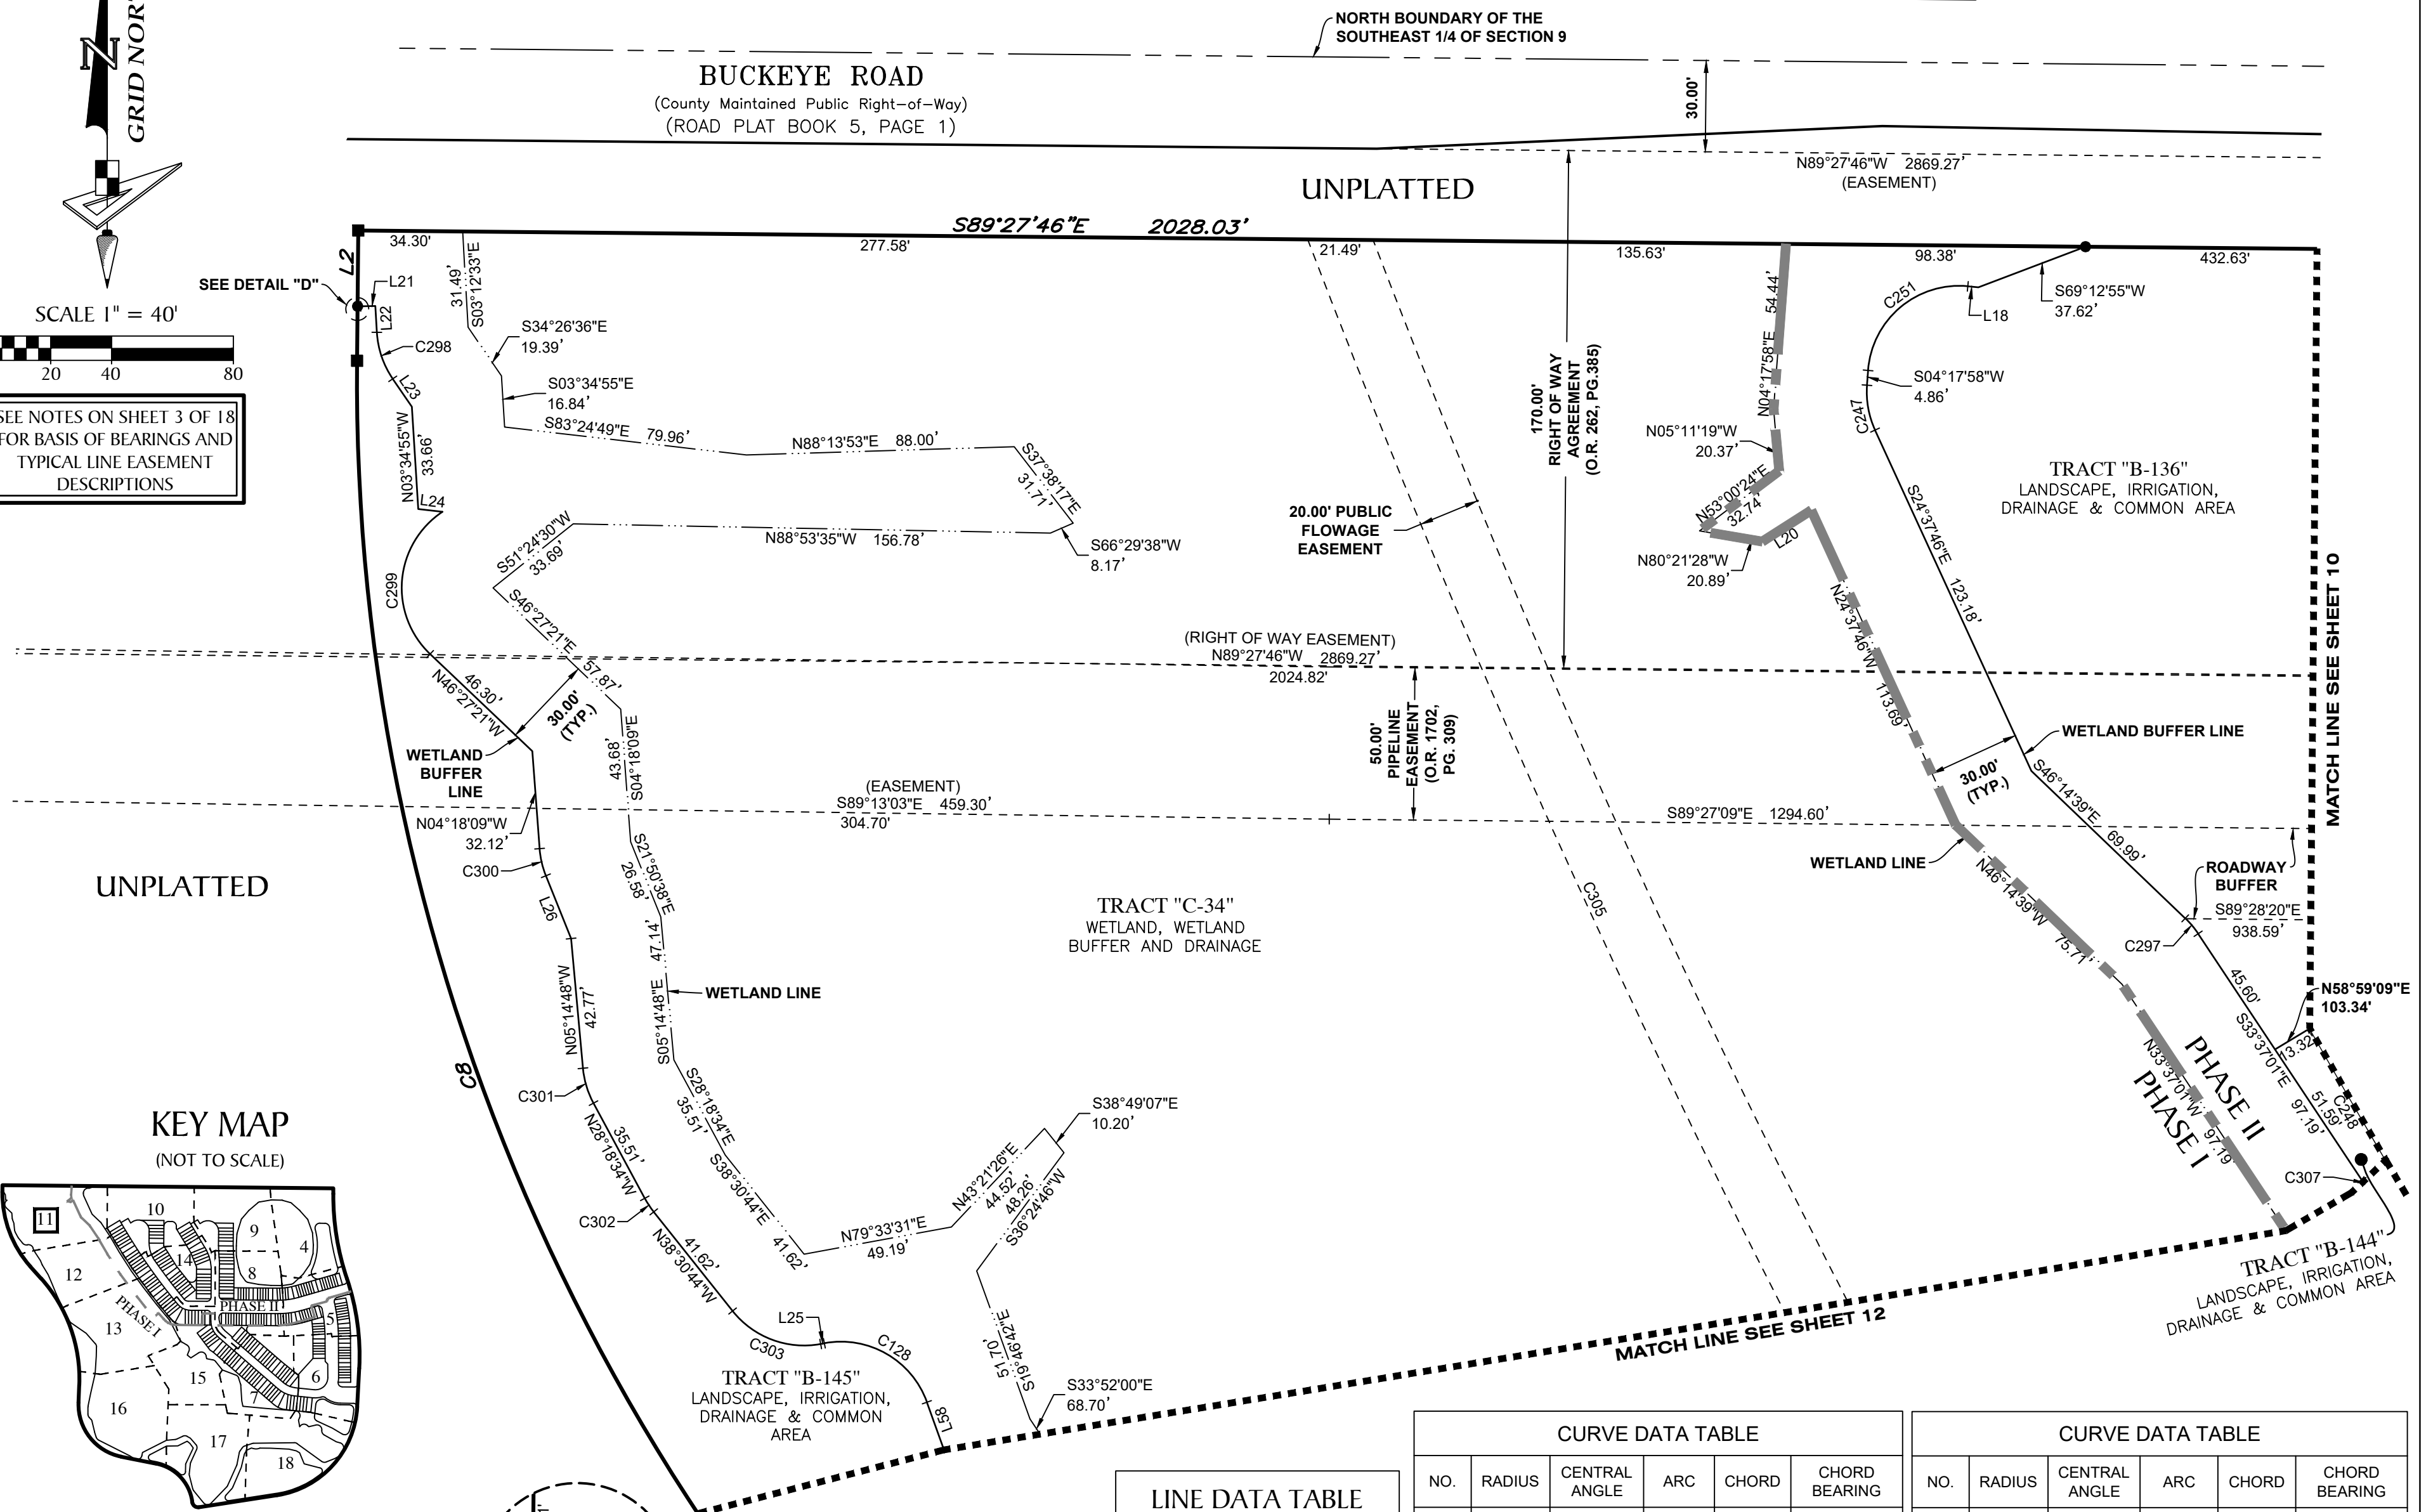 NORTH BOUNDARY OF THE
SOUTHEAST 1/4 OF SECTION 9
BUCKEYE ROAD
(County Maintained Public Right-of-Way)
(ROAD PLAT BOOK 5, PAGE 1)
30.00'
N89°27'46"W 2869.27'
(EASEMENT)
UNPLATTED
N
SCALE 1" = 40'
20 40 80
SEE NOTES ON SHEET 3 OF 18
FOR BASIS OF BEARINGS AND
TYPICAL LINE EASEMENT
DESCRIPTIONS
S89°27'46"E 2028.03'
34.30'
277.58'
21.49'
135.63'
98.38'
432.63'
L2
SEE DETAIL "D"
L21
L22
C298
L23
N03°34'55"W
33.66'
L24
C299
31.49'
S03°12'33"E
S34°26'36"E
19.39'
S03°34'55"E
16.84'
S83°24'49"E 79.96'
N88°13'53"E 88.00'
S37°38'17"E
31.71'
S66°29'38"W
8.17'
N88°53'35"W 156.78'
S51°24'30"W
33.69'
S46°27'21"E
57.87'
46.30'
N46°27'21"W
30.00'
(TYP.)
20.00' PUBLIC
FLOWAGE
EASEMENT
170.00'
RIGHT OF WAY
AGREEMENT
(O.R. 262, PG.385)
N04°17'58"E 54.44'
N05°11'19"W
20.37'
N53°00'24"E
32.74'
N80°21'28"W
20.89'
L20
N24°37'46"W
113.69'
C251
L18
S69°12'55"W
37.62'
S04°17'58"W
4.86'
C247
S24°37'46"E 123.18'
TRACT "B-136"
LANDSCAPE, IRRIGATION,
DRAINAGE & COMMON AREA
MATCH LINE SEE SHEET 10
(RIGHT OF WAY EASEMENT)
N89°27'46"W 2869.27'
2024.82'
50.00'
PIPELINE
EASEMENT
(O.R. 1702,
PG. 309)
WETLAND
BUFFER
LINE
43.68'
S04°18'09"E
(EASEMENT)
S89°13'03"E 459.30'
304.70'
S89°27'09"E 1294.60'
WETLAND BUFFER LINE
30.00'
(TYP.)
S46°14'39"E 69.99'
WETLAND LINE
N46°14'39"W 75.71'
ROADWAY
BUFFER
S89°28'20"E
938.59'
C297
45.60'
S33°37'01"E 97.19'
N58°59'09"E
103.34'
13.32'
51.59'
C248
N33°37'01"W 97.19'
PHASE II
PHASE I
C307
N04°18'09"W
32.12'
C300
L26
S21°50'38"E
26.58'
UNPLATTED
TRACT "C-34"
WETLAND, WETLAND
BUFFER AND DRAINAGE
C305
N05°14'48"W
42.77'
S05°14'48"E 47.14'
WETLAND LINE
C8
C301
35.51'
N28°18'34"W
S28°18'34"E
35.51'
C302
41.62'
N38°30'44"W
S38°30'44"E 41.62'
N79°33'31"E
49.19'
N43°21'26"E
44.52'
48.26'
S36°24'46"W
S38°49'07"E
10.20'
S19°46'42"E
51.70'
S33°52'00"E
68.70'
L25
C303
C128
L58
TRACT "B-145"
LANDSCAPE, IRRIGATION,
DRAINAGE & COMMON
AREA
MATCH LINE SEE SHEET 12
TRACT "B-144"
LANDSCAPE, IRRIGATION,
DRAINAGE & COMMON AREA
KEY MAP
(NOT TO SCALE)
11
10
9
4
14
8
12
PHASE II
5
13
PHASE I
15
6
7
16
17
18
LINE DATA TABLE
CURVE DATA TABLE
NO. RADIUS CENTRAL ANGLE ARC CHORD CHORD BEARING
CURVE DATA TABLE
NO. RADIUS CENTRAL ANGLE ARC CHORD CHORD BEARING